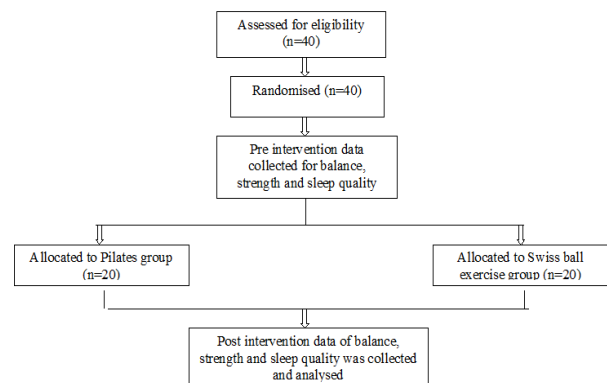 Assessed for eligibility
(n=40)
Randomised (n=40)
Pre intervention data
collected for balance,
strength and sleep quality
Allocated to Pilates group
(n=20)
Allocated to Swiss ball
exercise group (n=20)
Post intervention data of balance,
strength and sleep quality was collected
and analysed